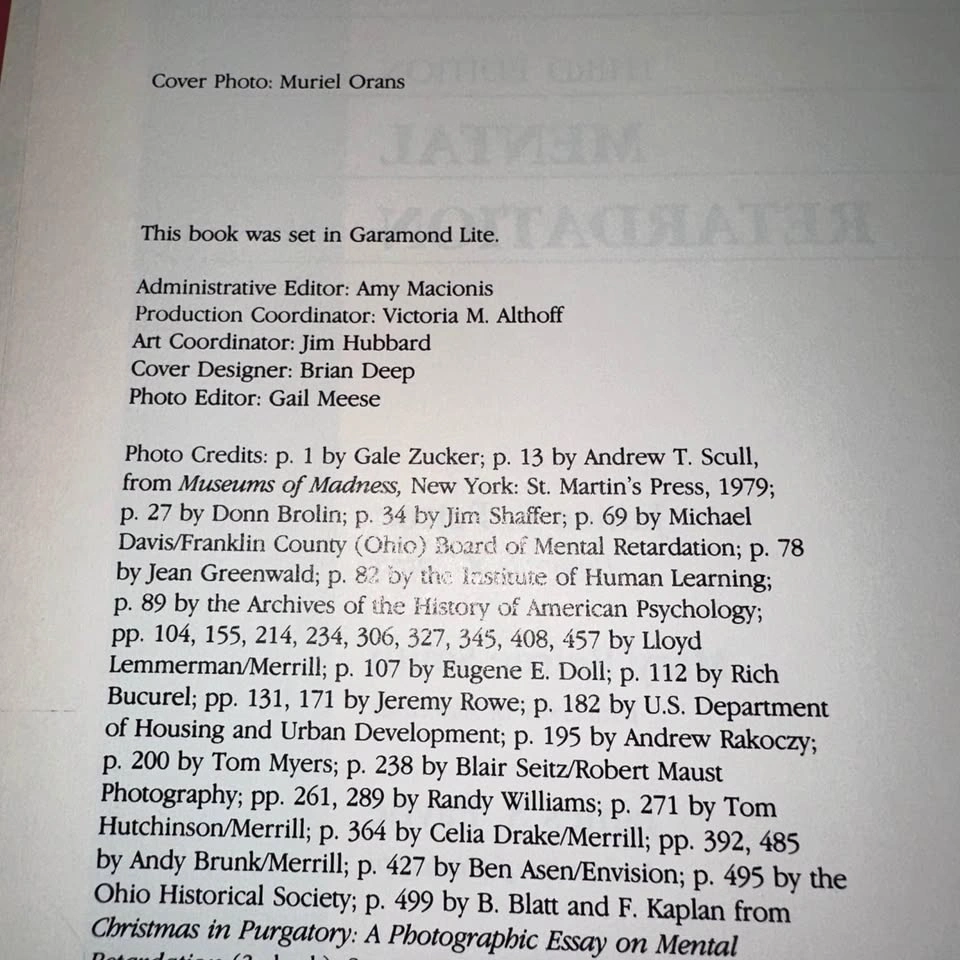 Cover Photo: Muriel Orans
THIRD EDITION
MENTAL
RETARDATION
This book was set in Garamond Lite.
Administrative Editor: Amy Macionis
Production Coordinator: Victoria M. Althoff
Art Coordinator: Jim Hubbard
Cover Designer: Brian Deep
Photo Editor: Gail Meese
Photo Credits: p. 1 by Gale Zucker; p. 13 by Andrew T. Scull,
from Museums of Madness, New York: St. Martin's Press, 1979;
p. 27 by Donn Brolin; p. 34 by Jim Shaffer; p. 69 by Michael
Davis/Franklin County (Ohio) Board of Mental Retardation; p. 78
by Jean Greenwald; p. 82 by the Institute of Human Learning;
p. 89 by the Archives of the History of American Psychology;
pp. 104, 155, 214, 234, 306, 327, 345, 408, 457 by Lloyd
Lemmerman/Merrill; p. 107 by Eugene E. Doll; p. 112 by Rich
Bucurel; pp. 131, 171 by Jeremy Rowe; p. 182 by U.S. Department
of Housing and Urban Development; p. 195 by Andrew Rakoczy;
p. 200 by Tom Myers; p. 238 by Blair Seitz/Robert Maust
Photography; pp. 261, 289 by Randy Williams; p. 271 by Tom
Hutchinson/Merrill; p. 364 by Celia Drake/Merrill; pp. 392, 485
by Andy Brunk/Merrill; p. 427 by Ben Asen/Envision; p. 495 by the
Ohio Historical Society; p. 499 by B. Blatt and F. Kaplan from
Christmas in Purgatory: A Photographic Essay on Mental